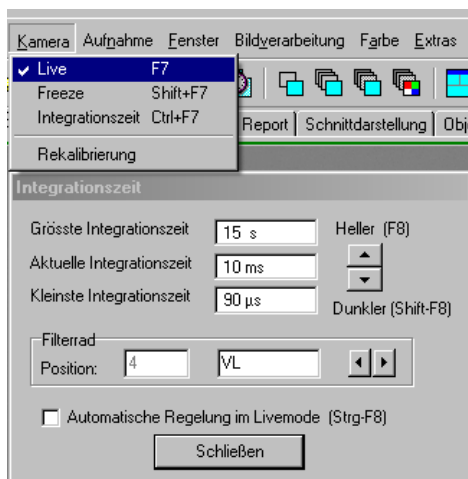 Kamera Aufnahme Fenster Bildverarbeitung Farbe Extras
Live F7
Freeze Shift+F7
Integrationszeit Ctrl+F7
Report Schnittdarstellung Obj
Rekalibrierung
Integrationszeit
Grösste Integrationszeit 15 s Heller (F8)
Aktuelle Integrationszeit 10 ms
Kleinste Integrationszeit 90 µs Dunkler (Shift-F8)
Filterrad
Position: 4 VL
Automatische Regelung im Livemode (Strg-F8)
Schließen